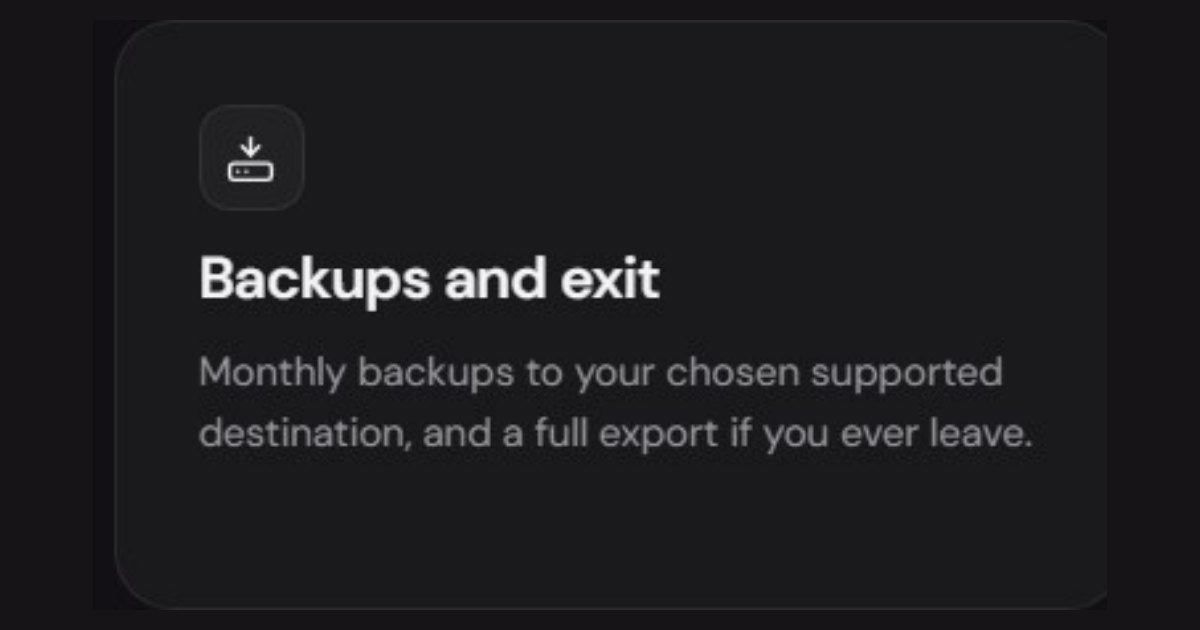 Backups and exit
Monthly backups to your chosen supported
destination, and a full export if you ever leave.